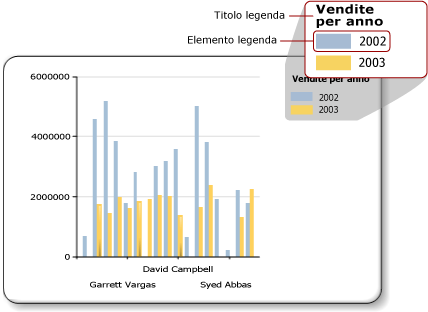 Titolo legenda
Vendite
per anno
Elemento legenda
2002
2003
Vendite per anno
2002
2003
6000000
4000000
2000000
0
David Campbell
Garrett Vargas
Syed Abbas